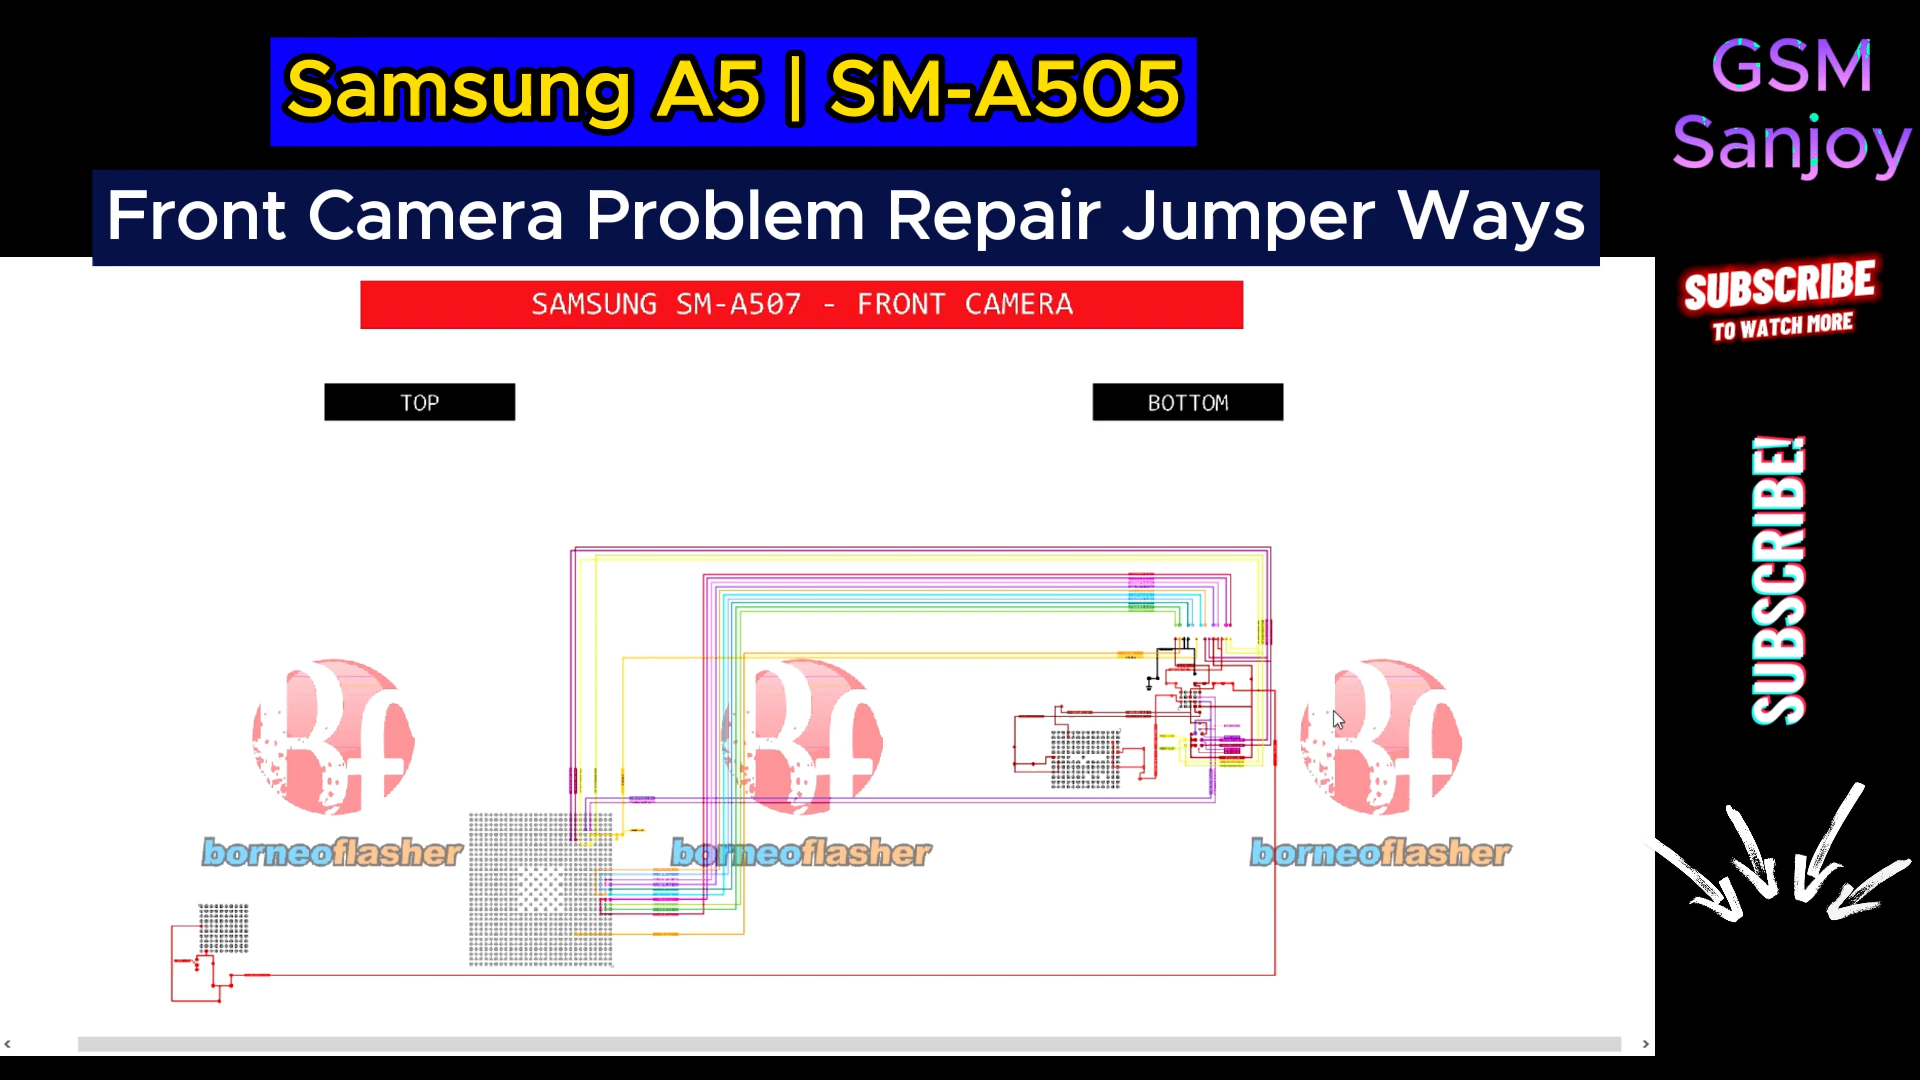 Samsung A5 | SM-A505
GSM
Sanjoy
Front Camera Problem Repair Jumper Ways
SUBSCRIBE
TO WATCH MORE
SAMSUNG SM-A507 - FRONT CAMERA
TOP
BOTTOM
SUBSCRIBE!
borneoflasher
borneoflasher
borneoflasher